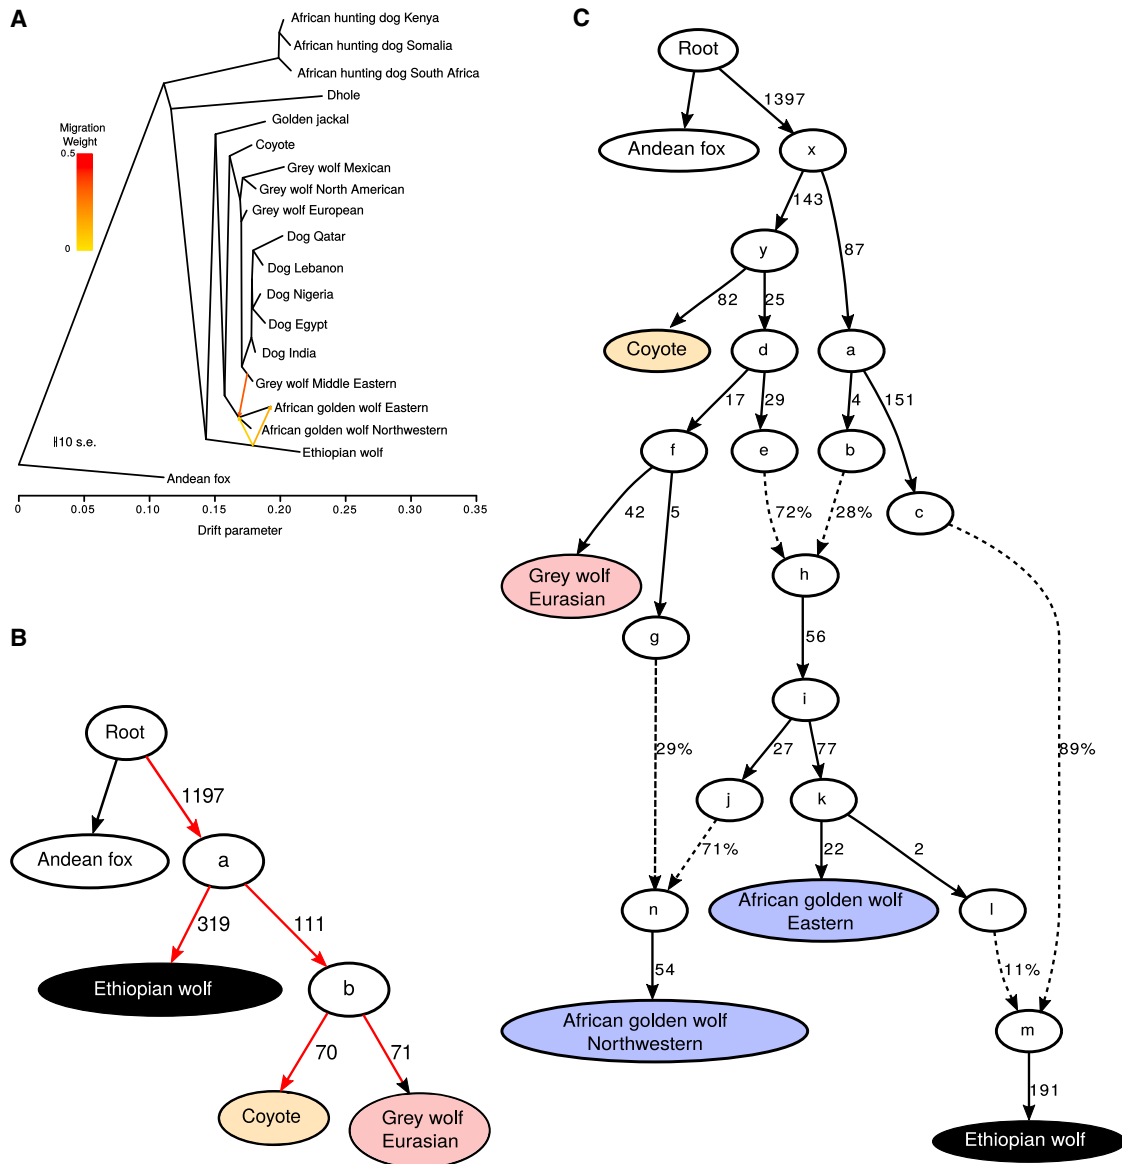 A
African hunting dog Kenya
African hunting dog Somalia
African hunting dog South Africa
Dhole
Golden jackal
Coyote
Grey wolf Mexican
Grey wolf North American
Grey wolf European
Dog Qatar
Dog Lebanon
Dog Nigeria
Dog Egypt
Dog India
Grey wolf Middle Eastern
African golden wolf Eastern
African golden wolf Northwestern
Ethiopian wolf
Andean fox
Migration
Weight
0.5
0
10 s.e.
0 0.05 0.10 0.15 0.20 0.25 0.30 0.35
Drift parameter
B
Root
1197
Andean fox
a
319
111
Ethiopian wolf
b
70
71
Coyote
Grey wolf
Eurasian
C
Root
1397
Andean fox
x
143
87
y
82
25
Coyote
d
a
17
29
4
151
f
e
b
c
42
5
72%
28%
Grey wolf
Eurasian
h
g
56
i
29%
27
77
89%
j
k
71%
22
2
n
African golden wolf
Eastern
l
54
11%
African golden wolf
Northwestern
m
191
Ethiopian wolf